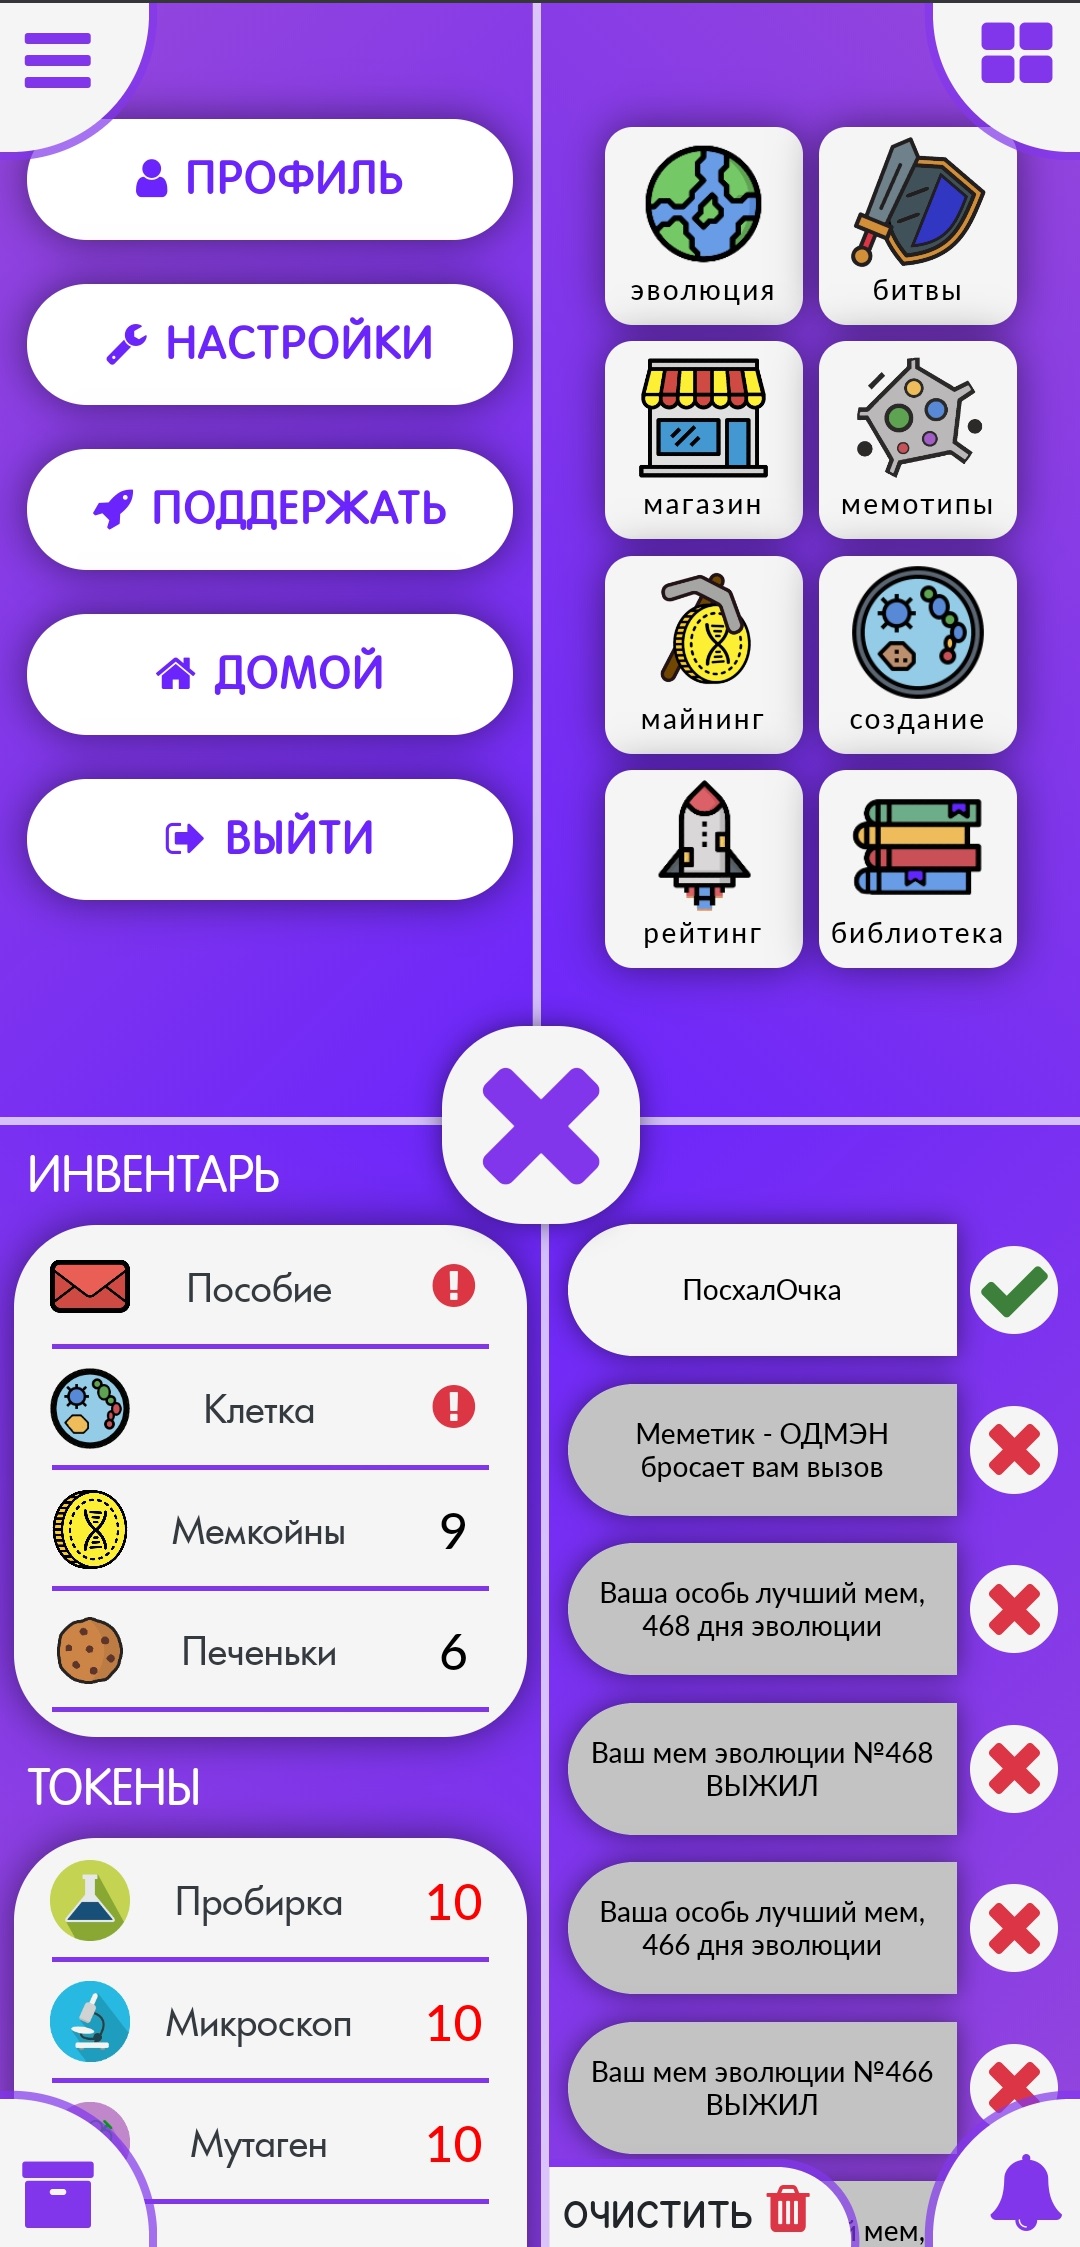 ПРОФИЛЬ
НАСТРОЙКИ
ПОДДЕРЖАТЬ
ДОМОЙ
ВЫЙТИ
эволюция
битвы
магазин
мемотипы
майнинг
создание
рейтинг
библиотека
ИНВЕНТАРЬ
Пособие
Клетка
Мемкойны 9
Печеньки 6
ТОКЕНЫ
Пробирка 10
Микроскоп 10
Мутаген 10
ПосхалОчка
Меметик - ОДМЭН
бросает вам вызов
Ваша особь лучший мем,
468 дня эволюции
Ваш мем эволюции №468
ВЫЖИЛ
Ваша особь лучший мем,
466 дня эволюции
Ваш мем эволюции №466
ВЫЖИЛ
ОЧИСТИТЬ
мем,